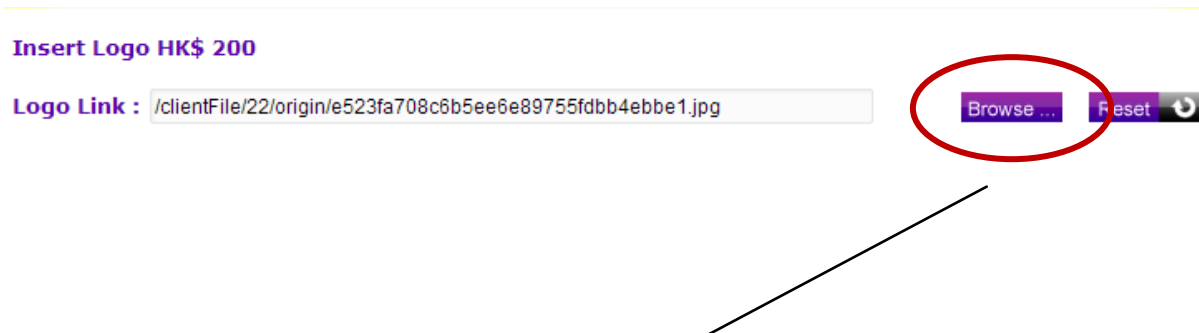 Insert Logo HK$ 200
Logo Link : /clientFile/22/origin/e523fa708c6b5ee6e89755fdbb4ebbe1.jpg Browse ... Reset